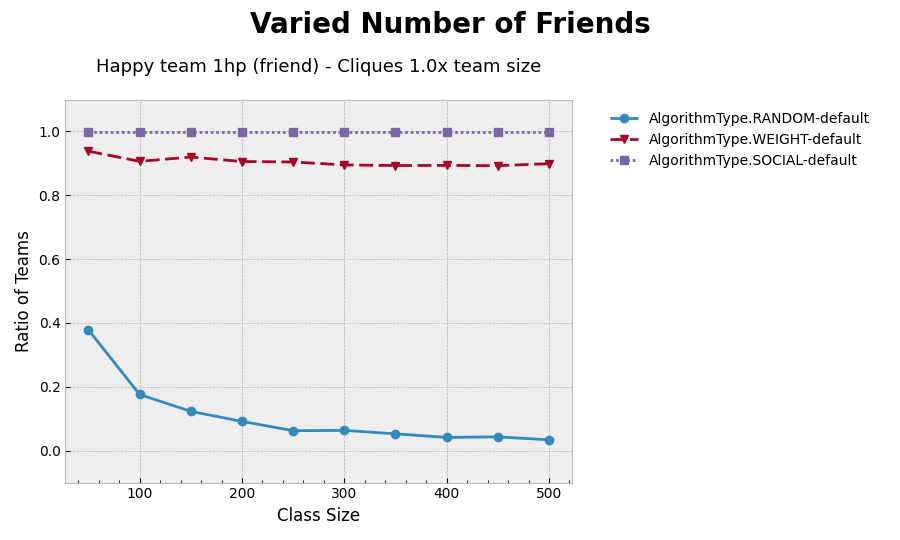 Varied Number of Friends
Happy team 1hp (friend) - Cliques 1.0x team size
AlgorithmType.RANDOM-default
AlgorithmType.WEIGHT-default
AlgorithmType.SOCIAL-default
Ratio of Teams
1.0
0.8
0.6
0.4
0.2
0.0
100 200 300 400 500
Class Size